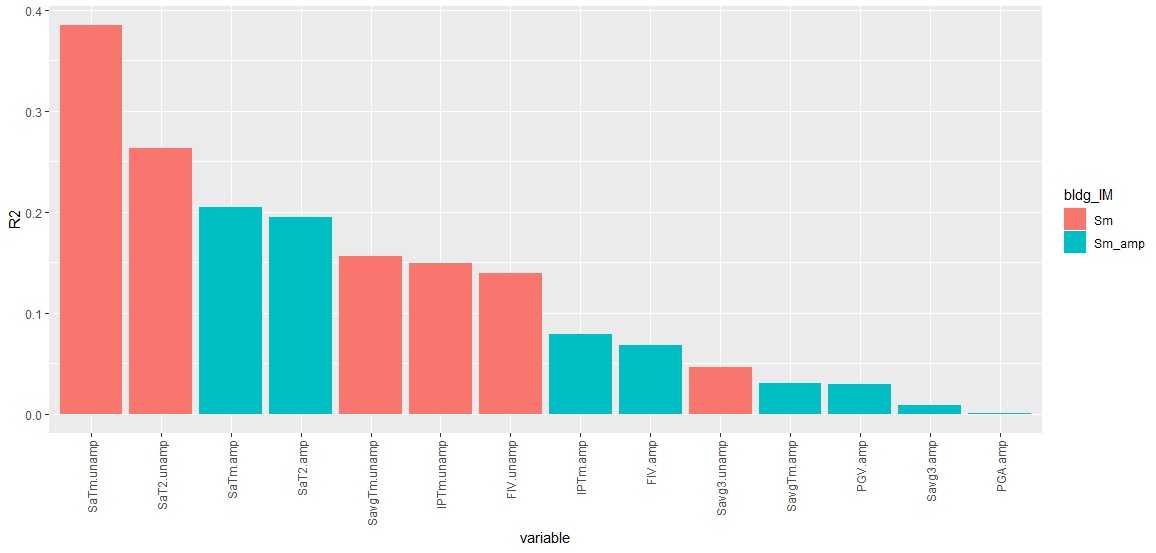 0.4
0.3
0.2
0.1
0.0
R2
SaTm.unamp
SaT2.unamp
SaTm.amp
SaT2.amp
SavgTm.unamp
IPTm.unamp
FIV.unamp
IPTm.amp
FIV.amp
Savg3.unamp
SavgTm.amp
PGV.amp
Savg3.amp
PGA.amp
variable
bldg_IM
Sm
Sm_amp